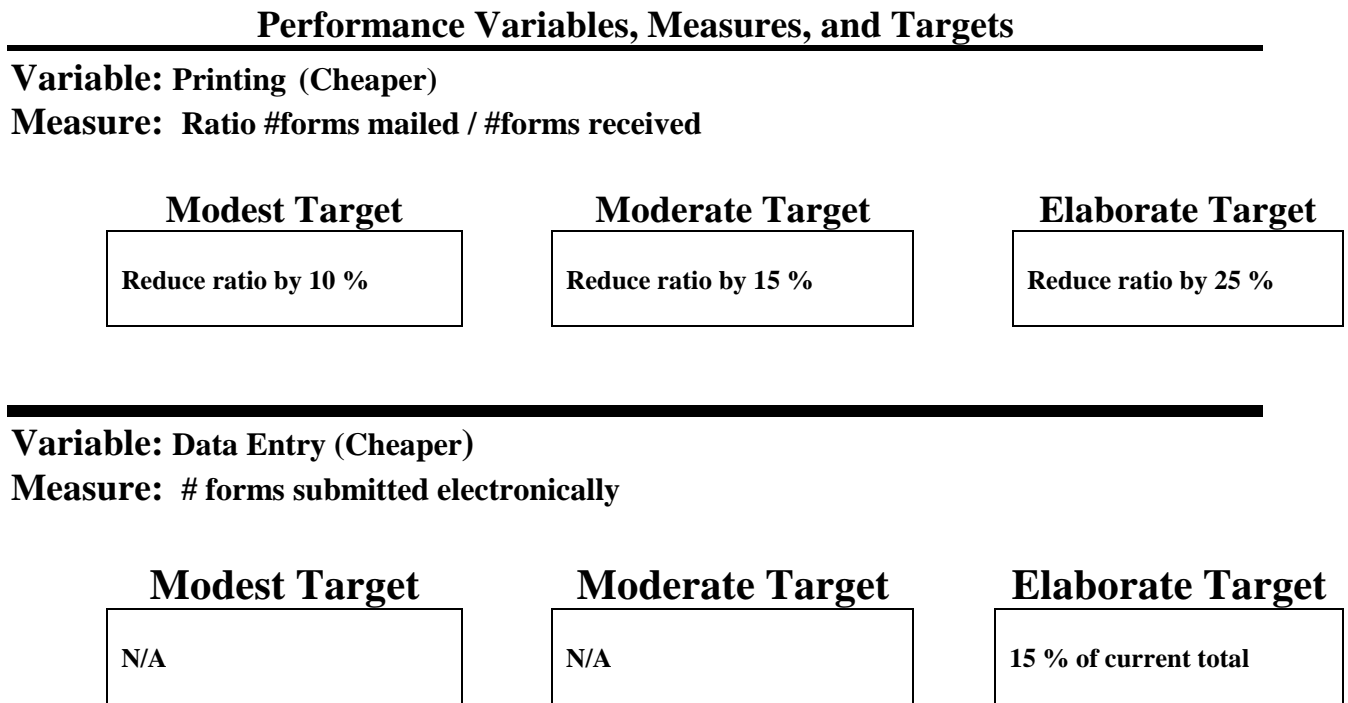 Performance Variables, Measures, and Targets
Variable: Printing (Cheaper)
Measure: Ratio #forms mailed / #forms received
Modest Target Moderate Target Elaborate Target
Reduce ratio by 10 % Reduce ratio by 15 % Reduce ratio by 25 %
Variable: Data Entry (Cheaper)
Measure: # forms submitted electronically
Modest Target Moderate Target Elaborate Target
N/A N/A 15 % of current total